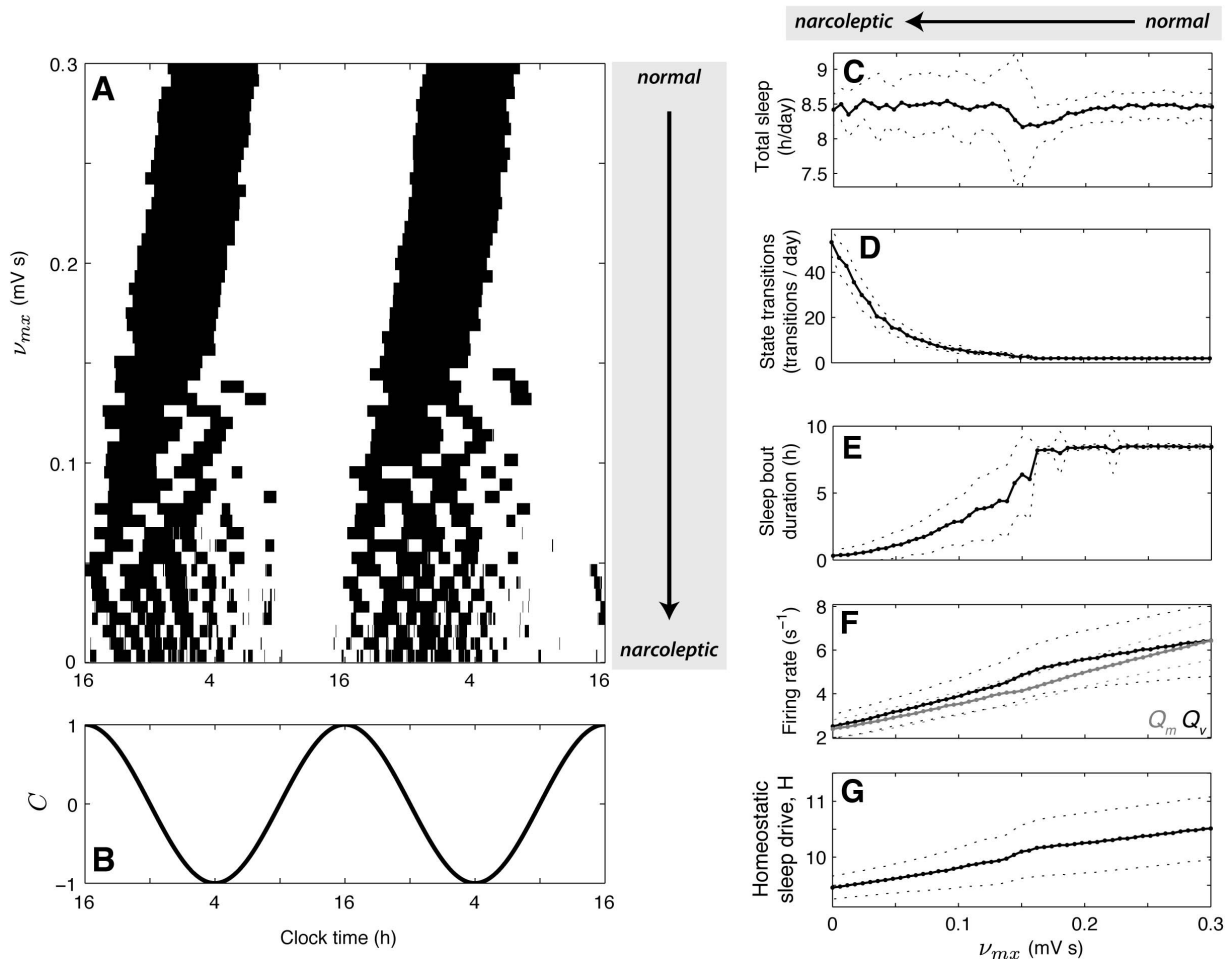 A
0.3
0.2
0.1
0
ν_mx (mV s)
16
4
16
4
16
normal
narcoleptic
B
1
0
−1
C
16
4
16
4
16
Clock time (h)
narcoleptic
normal
C
9
8.5
8
7.5
Total sleep
(h/day)
D
40
20
0
State transitions
(transitions / day)
E
10
5
0
Sleep bout
duration (h)
F
8
6
4
2
Firing rate (s⁻¹)
Q_m Q_v
G
11
10
Homeostatic
sleep drive, H
0
0.1
0.2
0.3
ν_mx (mV s)